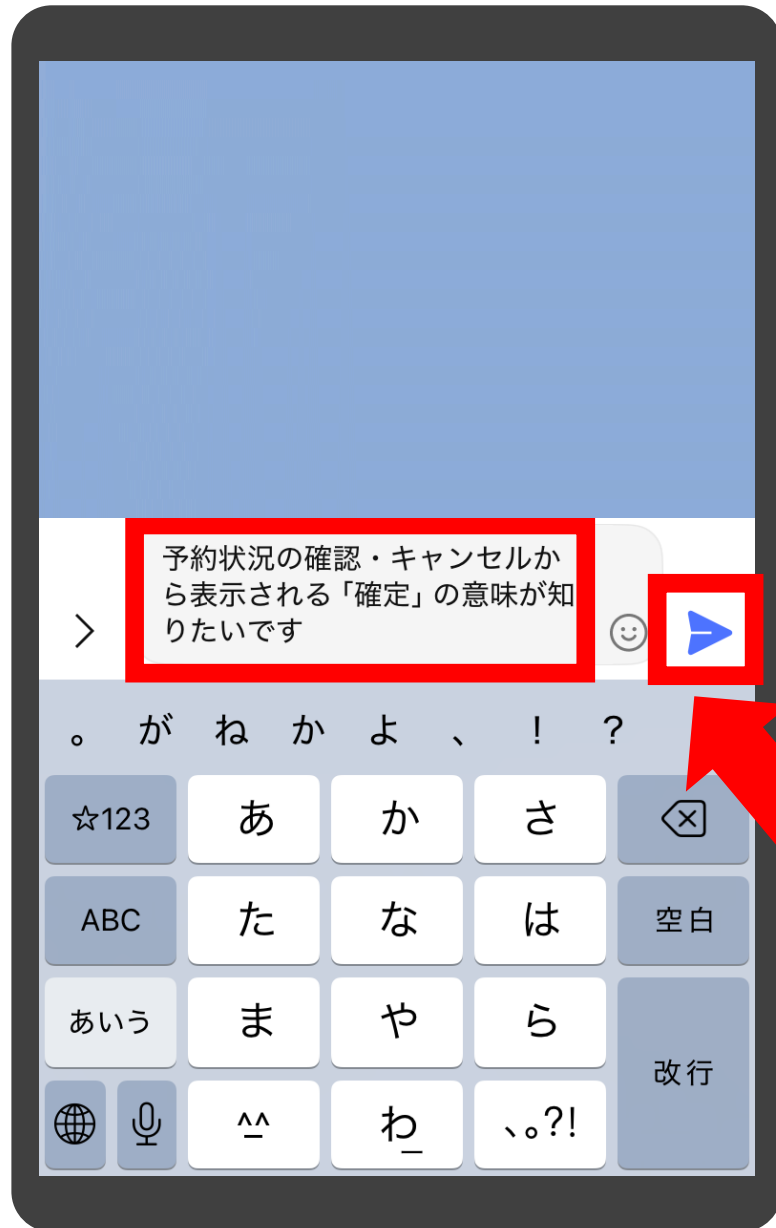 予約状況の確認・キャンセルか
ら表示される「確定」の意味が知
りたいです
。 が ね か よ 、 ! ?
☆123 あ か さ
ABC た な は 空白
あいう ま や ら
改行
^^ わ 、。?!